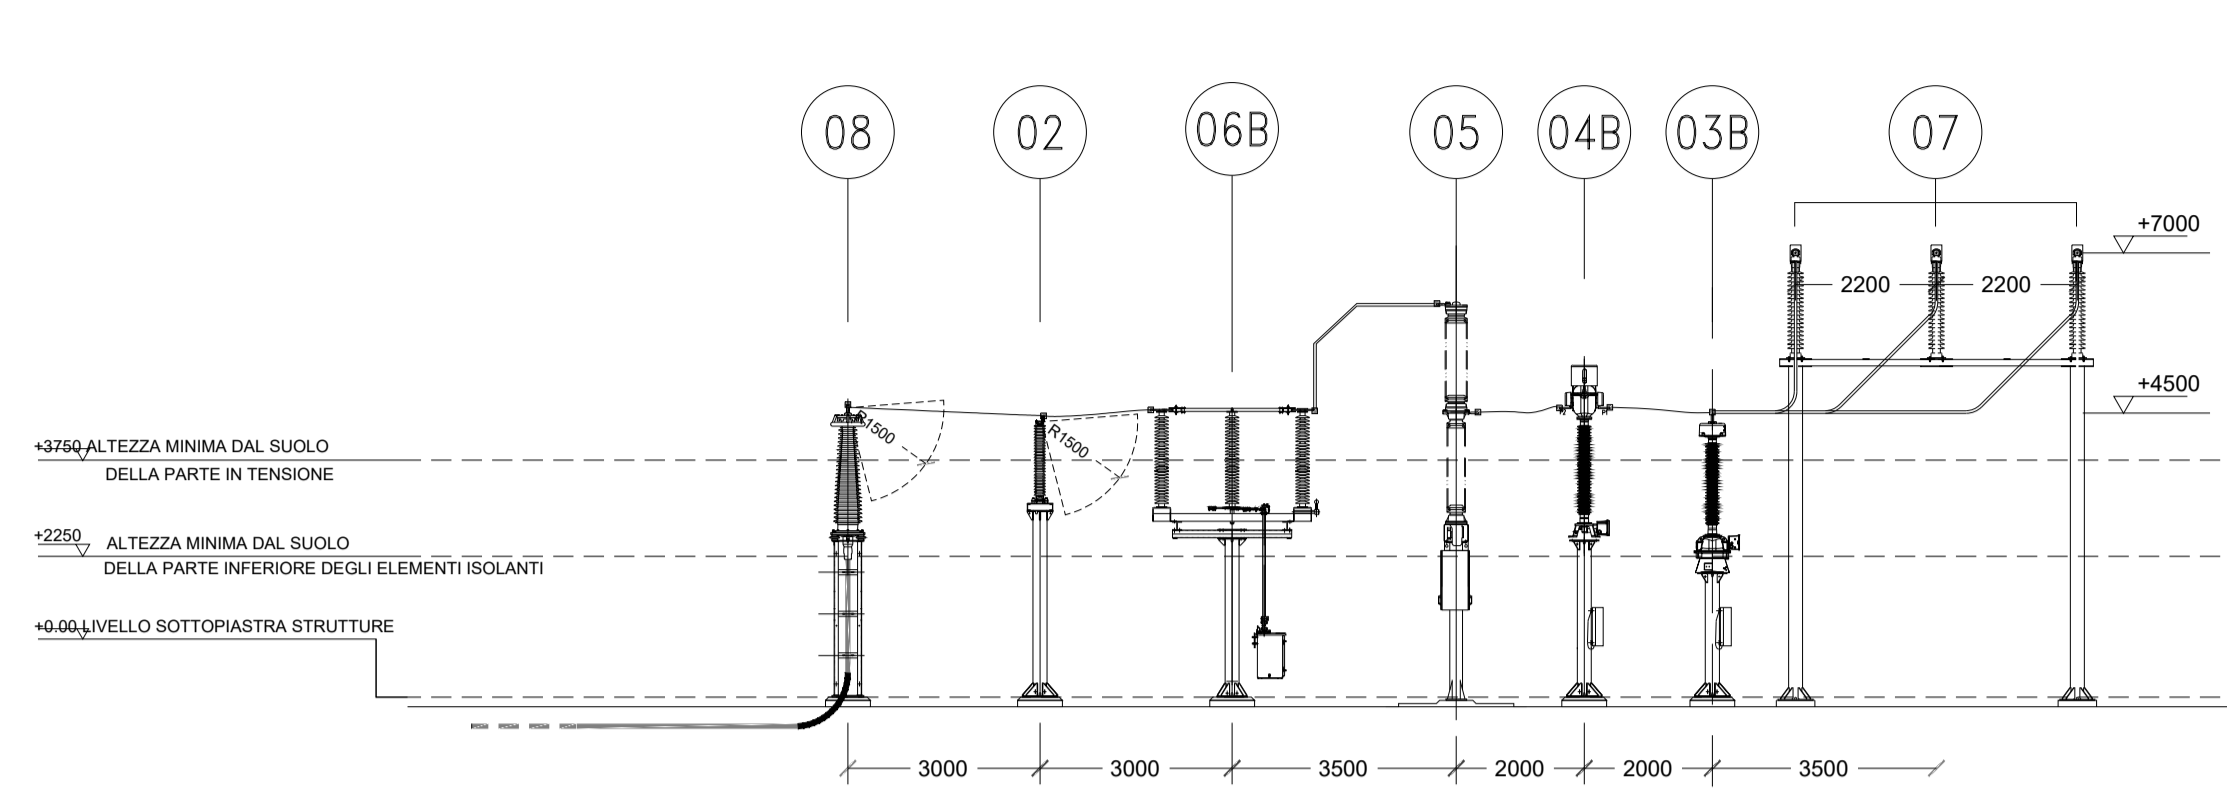 08
02
06B
05
04B
03B
07
+7000
2200
2200
+4500
R1500
R1500
+3750 ALTEZZA MINIMA DAL SUOLO
DELLA PARTE IN TENSIONE
+2250 ALTEZZA MINIMA DAL SUOLO
DELLA PARTE INFERIORE DEGLI ELEMENTI ISOLANTI
+0.00 LIVELLO SOTTOPIASTRA STRUTTURE
3000
3000
3500
2000
2000
3500